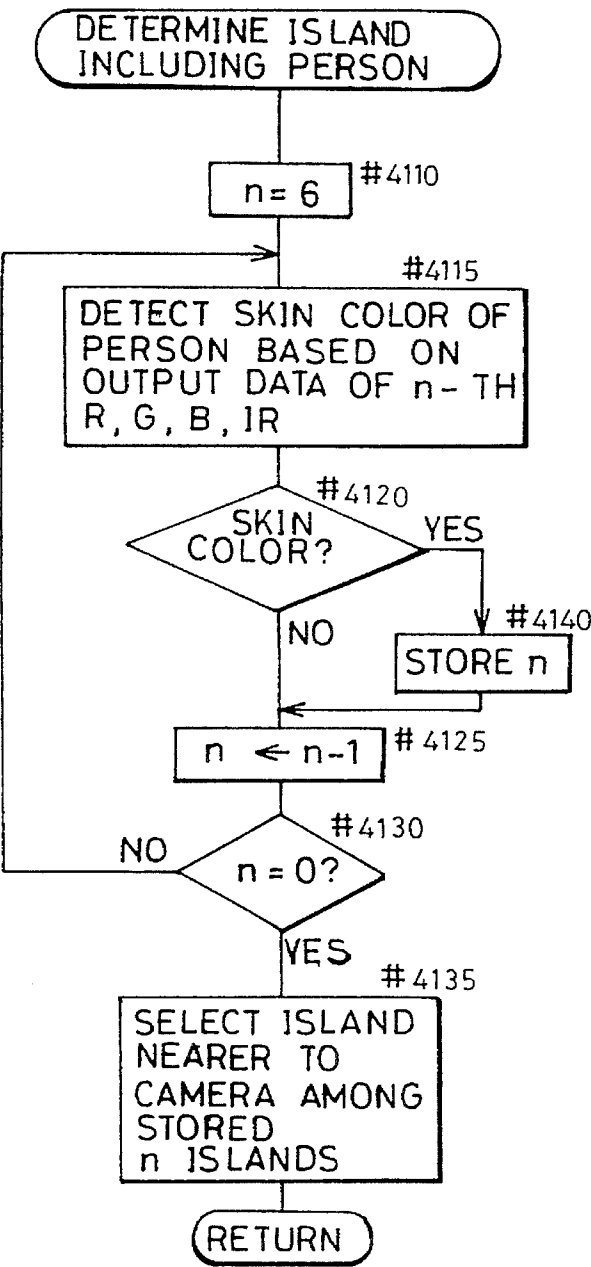 DETERMINE ISLAND
INCLUDING PERSON
n = 6
#4110
#4115
DETECT SKIN COLOR OF
PERSON BASED ON
OUTPUT DATA OF n-TH
R, G, B, IR
#4120
SKIN
COLOR?
YES
NO
#4140
STORE n
n ← n-1
#4125
#4130
NO
n = 0?
YES
#4135
SELECT ISLAND
NEARER TO
CAMERA AMONG
STORED
n ISLANDS
RETURN